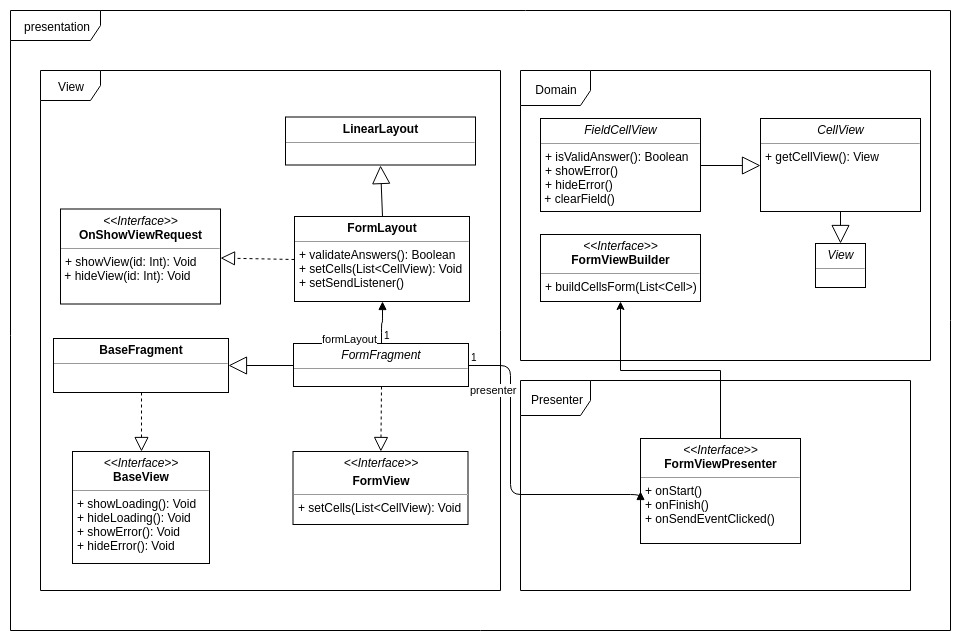 presentation
View
LinearLayout
<<Interface>>
OnShowViewRequest
+ showView(id: Int): Void
+ hideView(id: Int): Void
FormLayout
+ validateAnswers(): Boolean
+ setCells(List<CellView): Void
+ setSendListener()
formLayout
1
BaseFragment
FormFragment
1
presenter
<<Interface>>
BaseView
+ showLoading(): Void
+ hideLoading(): Void
+ showError(): Void
+ hideError(): Void
<<Interface>>
FormView
+ setCells(List<CellView): Void
Domain
FieldCellView
+ isValidAnswer(): Boolean
+ showError()
+ hideError()
+ clearField()
CellView
+ getCellView(): View
<<Interface>>
FormViewBuilder
+ buildCellsForm(List<Cell>)
View
Presenter
<<Interface>>
FormViewPresenter
+ onStart()
+ onFinish()
+ onSendEventClicked()